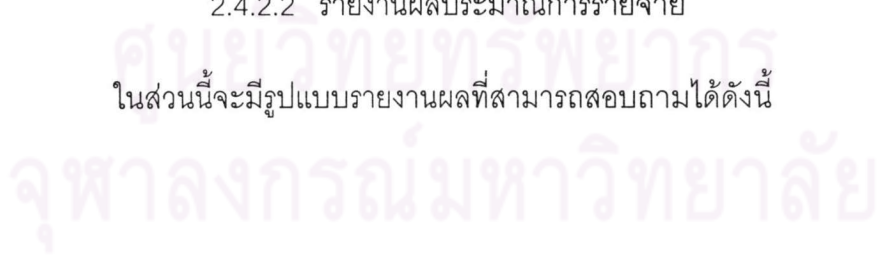 2.4.2.2 รายงานผลประมาณการรายจ่าย
ศูนย์วิทยทรัพยากร
ในส่วนนี้จะมีรูปแบบรายงานผลที่สามารถสอบถามได้ดังนี้
จุฬาลงกรณ์มหาวิทยาลัย